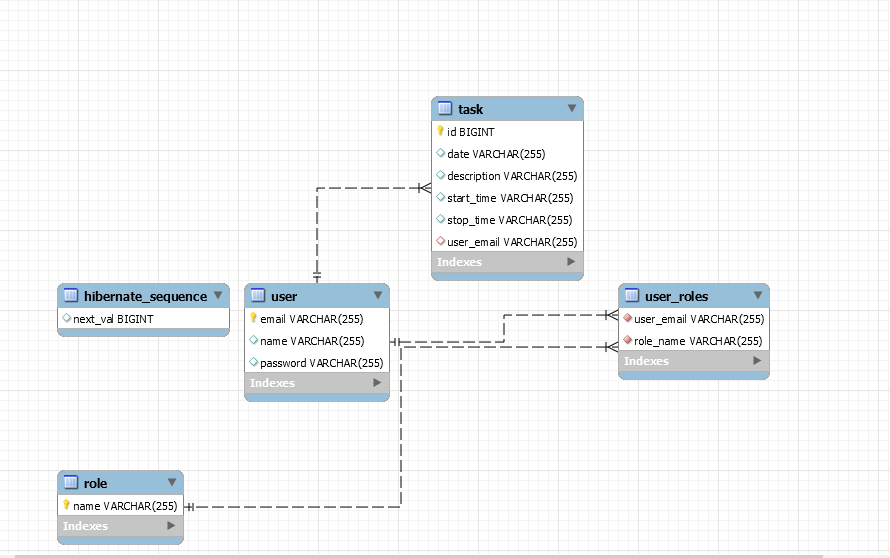 task
id BIGINT
date VARCHAR(255)
description VARCHAR(255)
start_time VARCHAR(255)
stop_time VARCHAR(255)
user_email VARCHAR(255)
Indexes
hibernate_sequence
next_val BIGINT
user
email VARCHAR(255)
name VARCHAR(255)
password VARCHAR(255)
Indexes
user_roles
user_email VARCHAR(255)
role_name VARCHAR(255)
Indexes
role
name VARCHAR(255)
Indexes